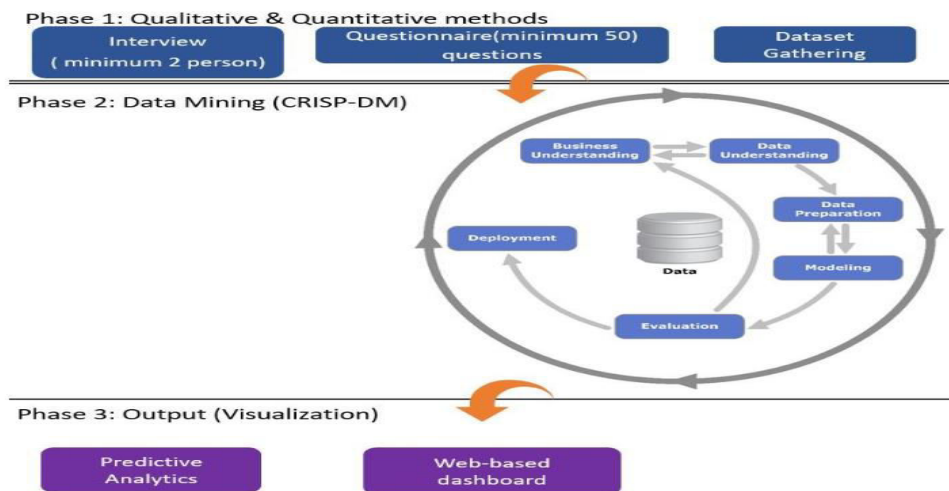 Phase 1: Qualitative & Quantitative methods
Interview
( minimum 2 person)
Questionnaire(minimum 50)
questions
Dataset
Gathering
Phase 2: Data Mining (CRISP-DM)
Business
Understanding
Data
Understanding
Data
Preparation
Deployment
Data
Modeling
Evaluation
Phase 3: Output (Visualization)
Predictive
Analytics
Web-based
dashboard